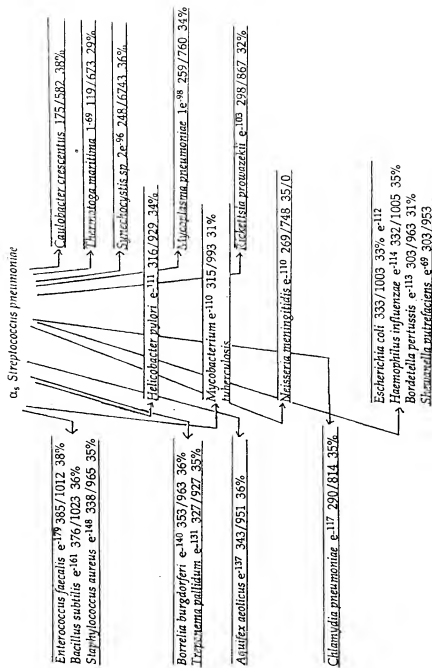 αs Streptococcus pneumoniae
Enterococcus faecalis e-179 385/1012 38%
Bacillus subtilis e-161 376/1023 36%
Staphylococcus aureus e-148 338/965 35%
Borrelia burgdorferi e-140 353/963 36%
Treponema pallidum e-131 327/927 35%
Aquifex aeolicus e-137 343/951 36%
Chlamydia pneumoniae e-117 290/814 35%
Caulobacter crescentus 175/582 38%
Thermatoga maritima 1-69 119/673 29%
Synechocystis sp 2e-96 248/6743 36%
Helicobacter pylori e-111 316/929 34%
Mycoplasma pneumoniae 1e-98 259/760 34%
Mycobacterium e-110 315/993 31%
tuberculosis
Rickettsia prowazekii e-103 298/867 32%
Neisseria meningitidis e-110 269/748 35/0
Escherichia coli 333/1003 33% e-112
Haemophilus influenzae e-114 332/1005 35%
Bordetella pertussis e-113 303/963 31%
Shewanella putrefaciens e-69 303/953